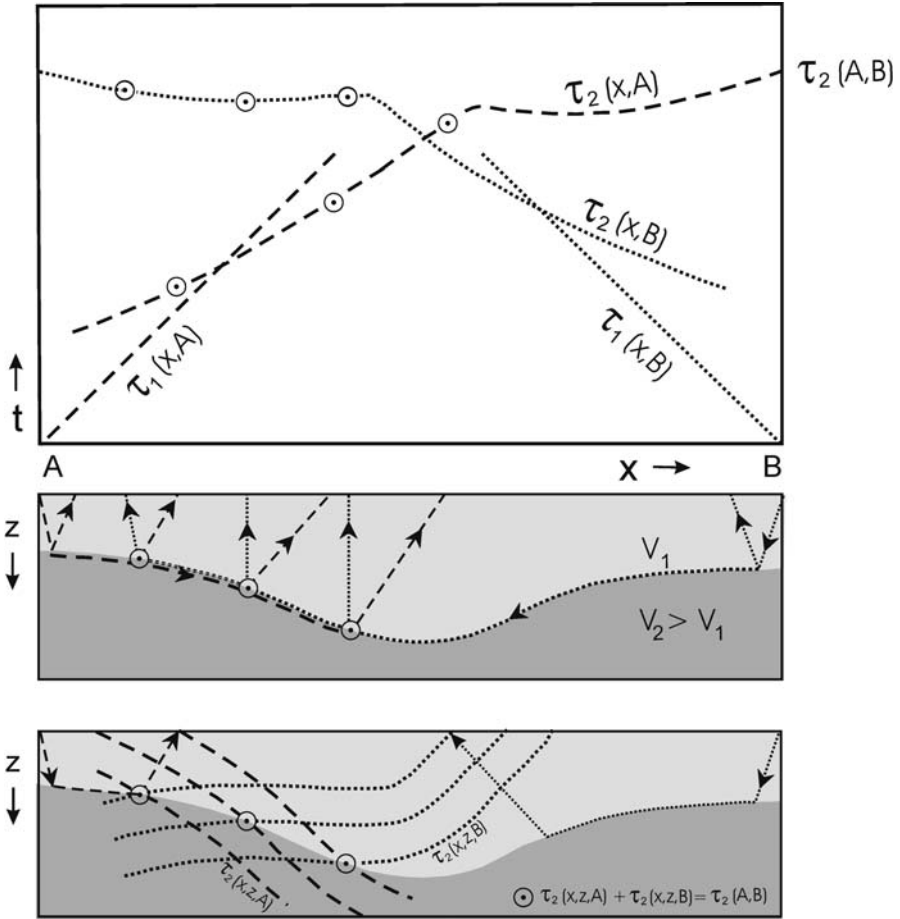 τ₂(A,B)
τ₂(x,A)
τ₂(x,B)
τ₁(x,A)
τ₁(x,B)
t
A
x
B
z
V₁
V₂ > V₁
z
τ₂(x,z,B)
τ₂(x,z,A)
τ₂(x,z,A) + τ₂(x,z,B) = τ₂(A,B)